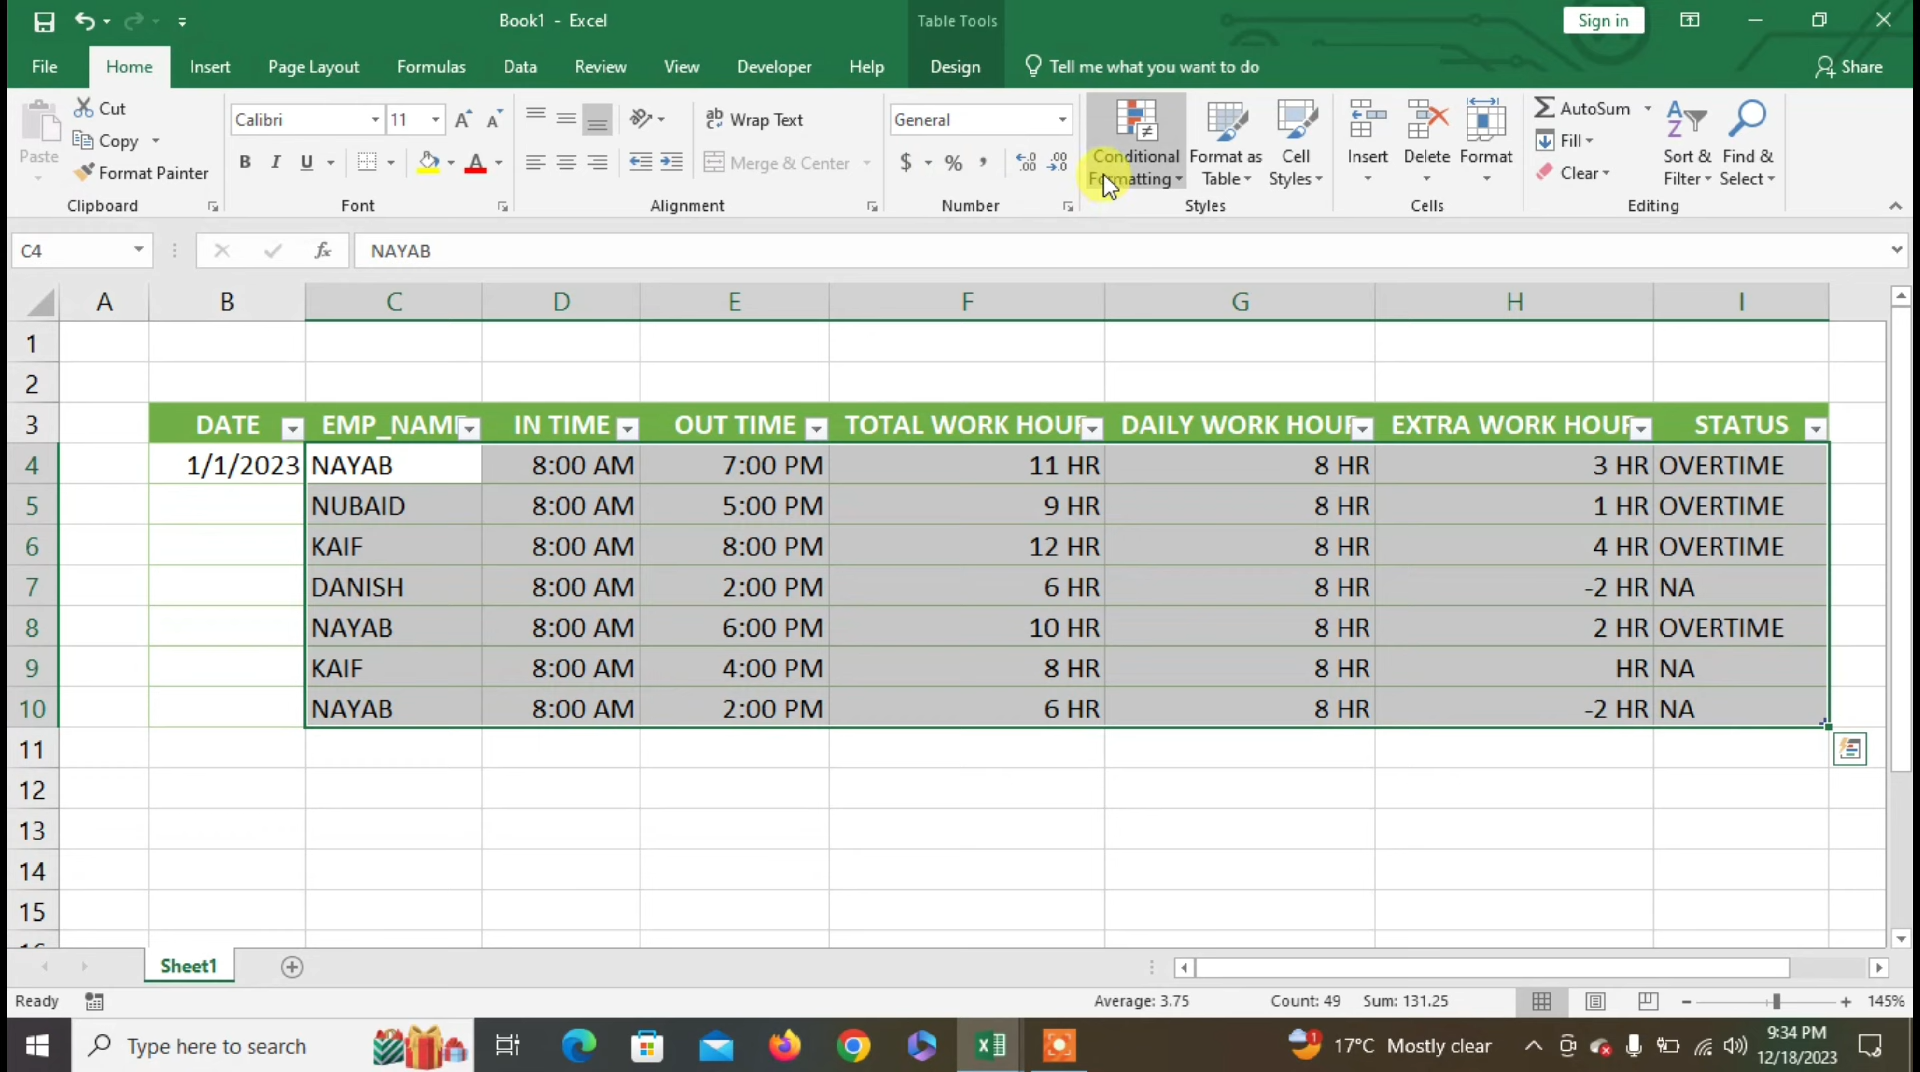 Book1 - Excel
Table Tools
Sign in
File Home Insert Page Layout Formulas Data Review View Developer Help Design Tell me what you want to do Share
Paste
Cut
Copy
Format Painter
Clipboard
Calibri 11
B I U
Font
Wrap Text
Merge & Center
Alignment
General
$ % ,
Number
Conditional Formatting
Format as Table
Cell Styles
Styles
Insert Delete Format
Cells
AutoSum
Fill
Clear
Sort & Filter
Find & Select
Editing
C4 fx NAYAB
A B C D E F G H I
1
2
3 DATE EMP_NAME IN TIME OUT TIME TOTAL WORK HOUR DAILY WORK HOUR EXTRA WORK HOUR STATUS
4 1/1/2023 NAYAB 8:00 AM 7:00 PM 11 HR 8 HR 3 HR OVERTIME
5 NUBAID 8:00 AM 5:00 PM 9 HR 8 HR 1 HR OVERTIME
6 KAIF 8:00 AM 8:00 PM 12 HR 8 HR 4 HR OVERTIME
7 DANISH 8:00 AM 2:00 PM 6 HR 8 HR -2 HR NA
8 NAYAB 8:00 AM 6:00 PM 10 HR 8 HR 2 HR OVERTIME
9 KAIF 8:00 AM 4:00 PM 8 HR 8 HR HR NA
10 NAYAB 8:00 AM 2:00 PM 6 HR 8 HR -2 HR NA
11
12
13
14
15
Sheet1
Ready Average: 3.75 Count: 49 Sum: 131.25 145%
Type here to search 17°C Mostly clear 9:34 PM
12/18/2023